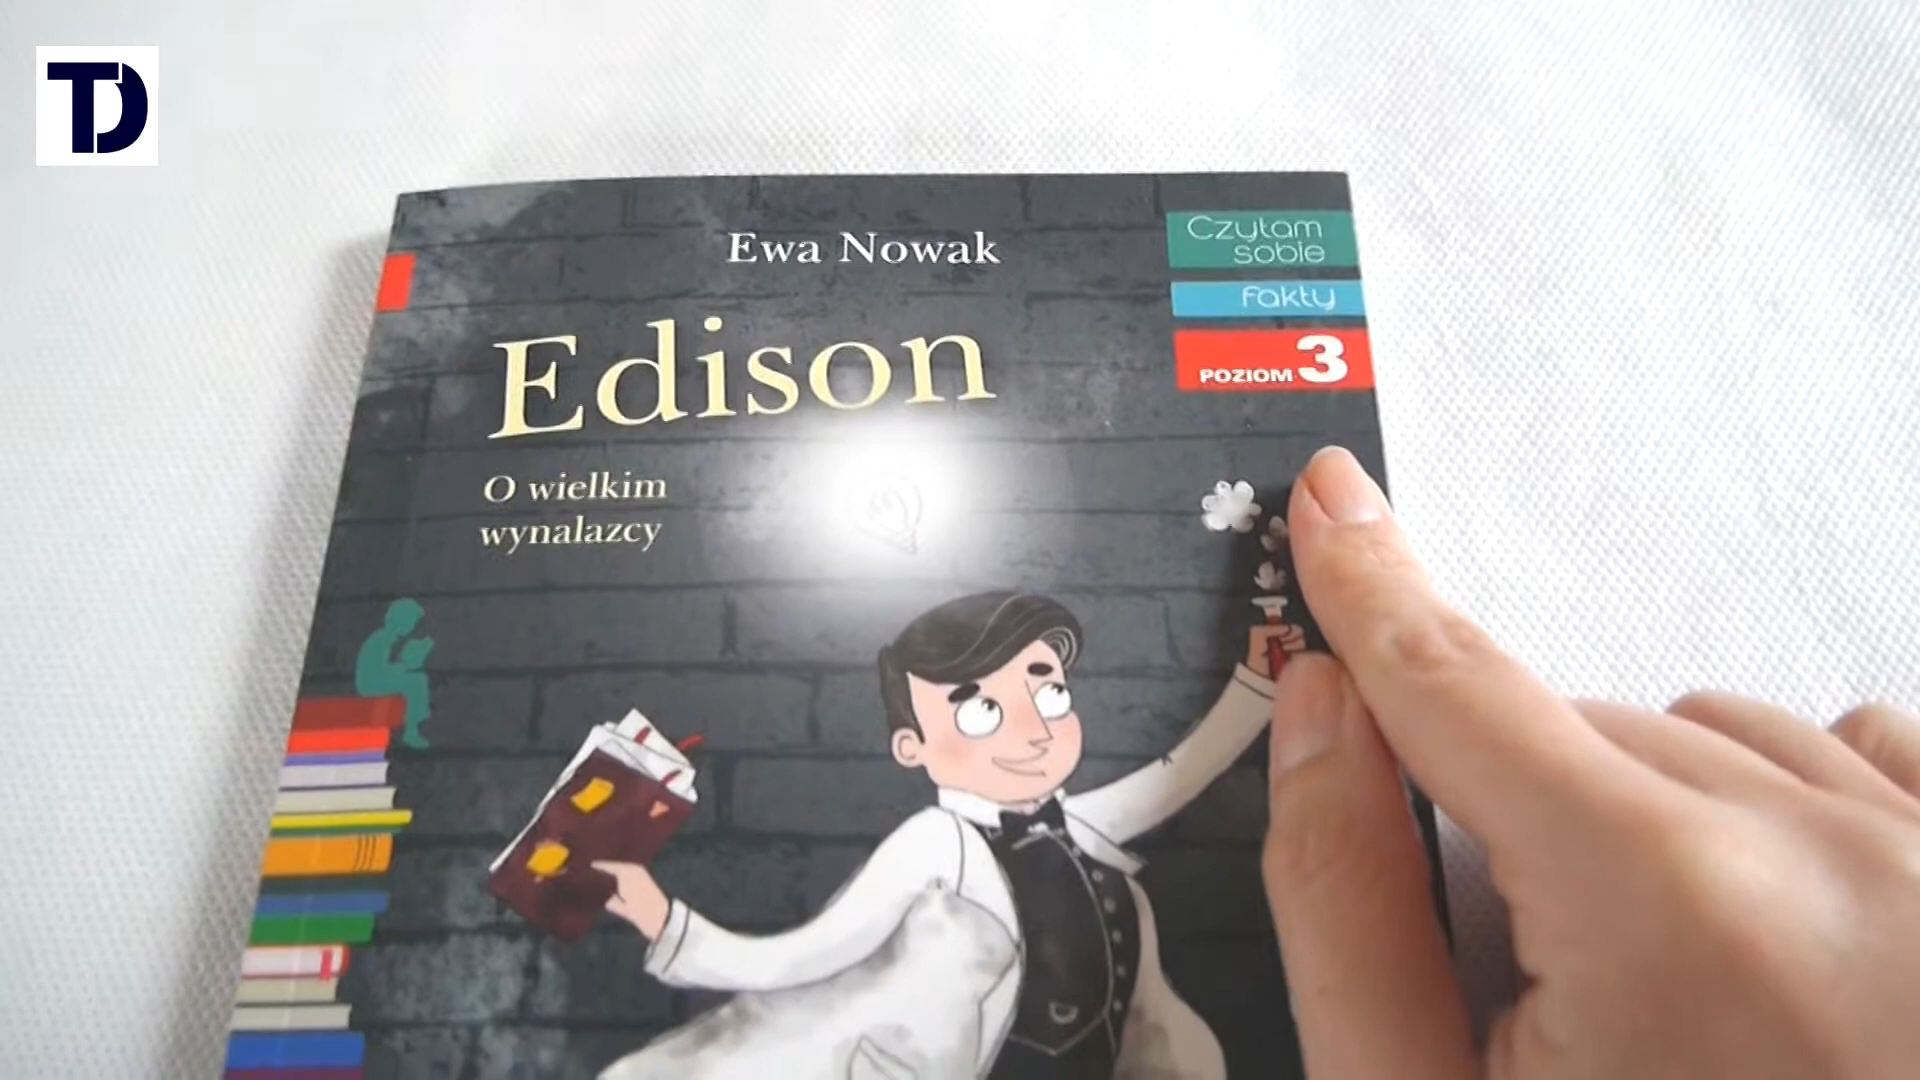 TD
Ewa Nowak
Czytam
sobie
fakty
POZIOM 3
Edison
O wielkim
wynalazcy